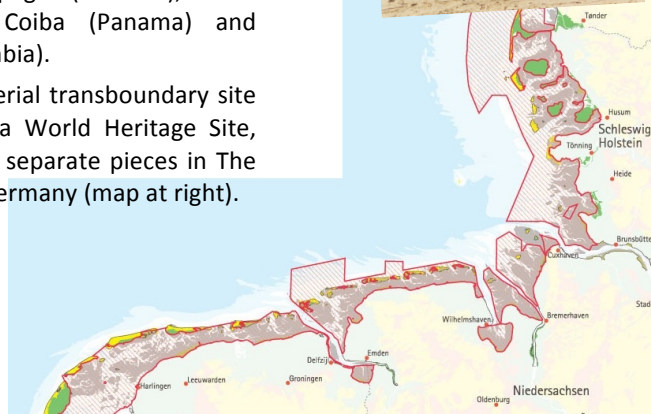 Coiba (Panama) and
erial transboundary site
a World Heritage Site,
separate pieces in The
ermany (map at right).
Tønder
Husum
Schleswig
Holstein
Tönning
Heide
Cuxhaven
Brunsbütte
Stad
Wilhelmshaven
Bremerhaven
Delfzijl
Emden
Harlingen
Leeuwarden
Groningen
Oldenburg
Niedersachsen